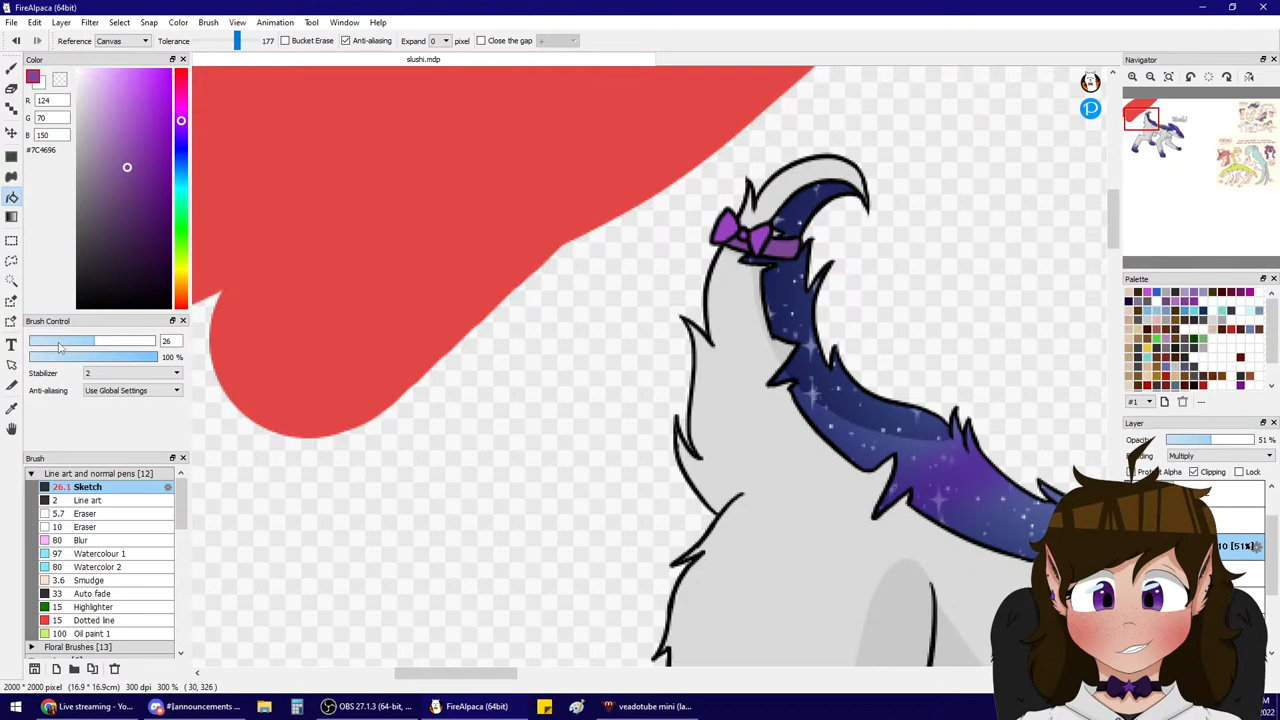 FireAlpaca (64bit)
File Edit Layer Filter Select Snap Color Brush View Animation Tool Window Help
Reference Canvas Tolerance 177 Bucket Erase Anti-aliasing Expand 0 pixel Close the gap
slushi.mdp
Color
R 124
G 70
B 150
#7C4696
Brush Control
26
100 %
Stabilizer 2
Anti-aliasing Use Global Settings
Brush
Line art and normal pens [12]
26.1 Sketch
2 Line art
5.7 Eraser
10 Eraser
80 Blur
97 Watercolour 1
80 Watercolor 2
3.6 Smudge
33 Auto fade
15 Highlighter
15 Dotted line
100 Oil paint 1
Floral Brushes [13]
2000 * 2000 pixel (16.9 * 16.9cm) 300 dpi 300 % ( 30, 326 )
Navigator
Palette
#1
Layer
Opacity 51 %
Multiply
Clipping Lock
10 [51%]
Live streaming - Yo...
#[announcements ...
OBS 27.1.3 (64-bit, ...
FireAlpaca (64bit)
veadotube mini (la...